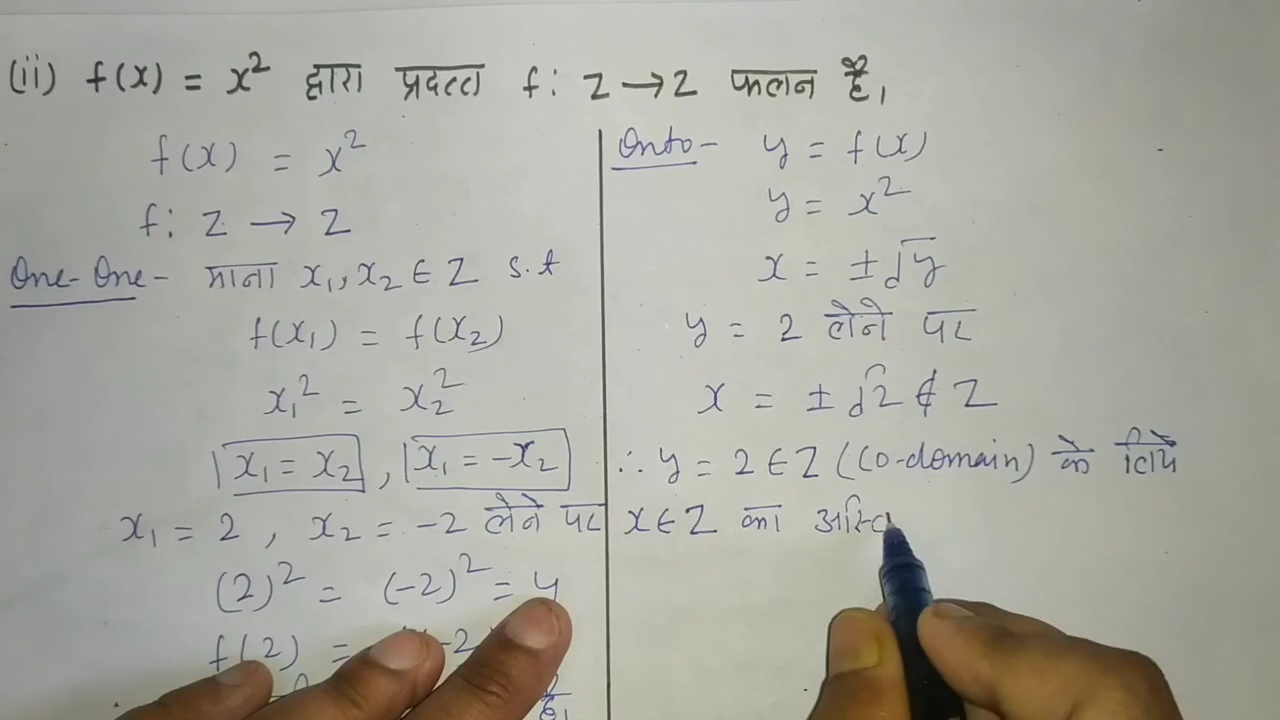 (ii) f(x) = x² द्वारा प्रदत्त f: Z → Z फलन है,
f(x) = x²
f: Z → Z
One-One- माना x₁, x₂ ∈ Z s.t
f(x₁) = f(x₂)
x₁² = x₂²
x₁ = x₂ , x₁ = -x₂
x₁ = 2 , x₂ = -2 लेने पर
(2)² = (-2)² = 4
f(2) =
Onto- y = f(x)
y = x²
x = ±√y
y = 2 लेने पर
x = ±√2 ∉ Z
∴ y = 2 ∈ Z (Co-domain) के लिये
x ∈ Z का